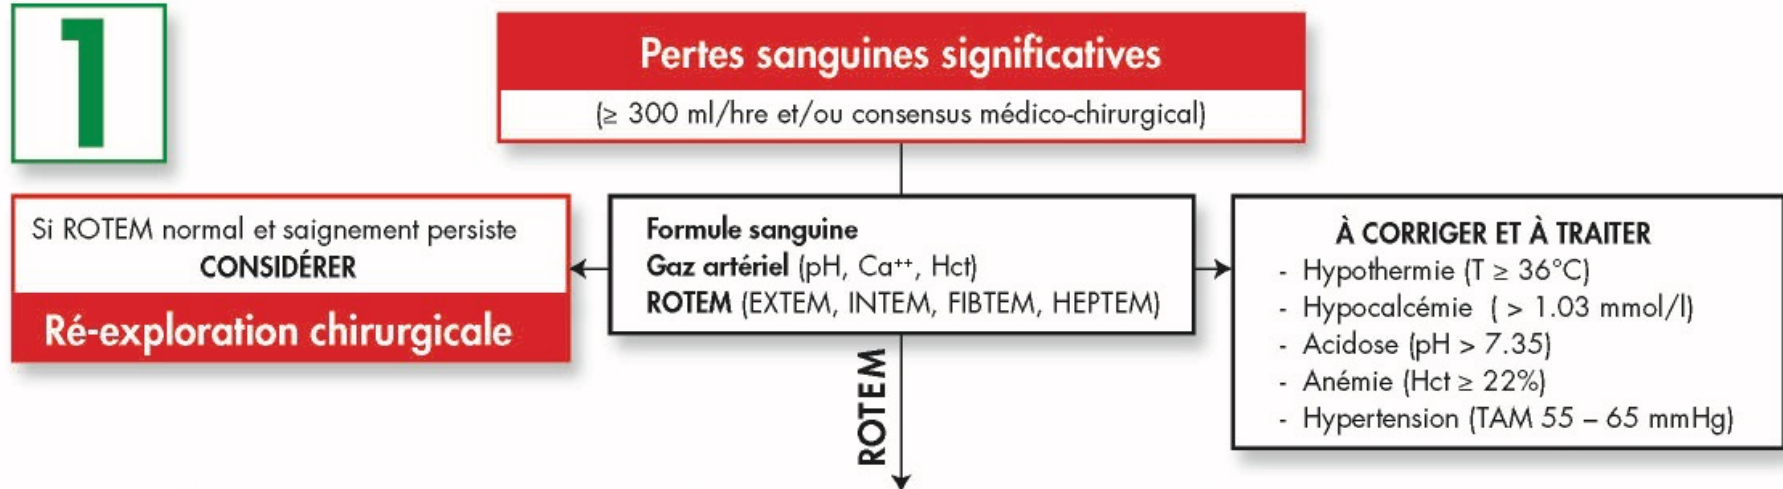 1
Pertes sanguines significatives
(≥ 300 ml/hre et/ou consensus médico-chirurgical)
Si ROTEM normal et saignement persiste
CONSIDÉRER
Ré-exploration chirurgicale
Formule sanguine
Gaz artériel (pH, Ca⁺⁺, Hct)
ROTEM (EXTEM, INTEM, FIBTEM, HEPTEM)
À CORRIGER ET À TRAITER
- Hypothermie (T ≥ 36°C)
- Hypocalcémie ( > 1.03 mmol/l)
- Acidose (pH > 7.35)
- Anémie (Hct ≥ 22%)
- Hypertension (TAM 55 – 65 mmHg)
ROTEM